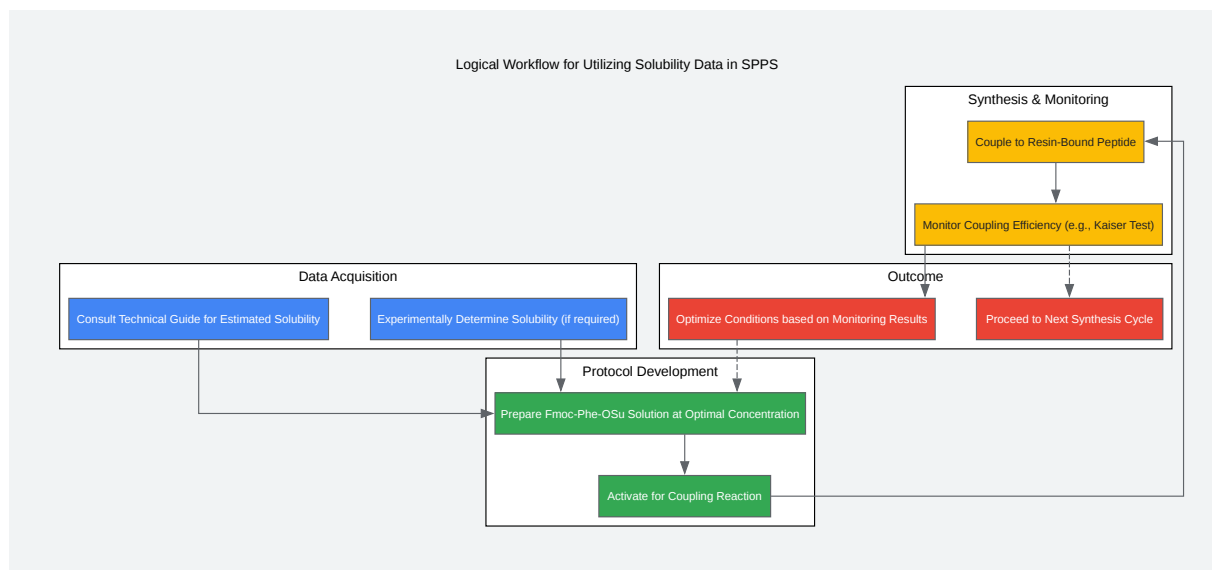 Logical Workflow for Utilizing Solubility Data in SPPS
Synthesis & Monitoring
Couple to Resin-Bound Peptide
Monitor Coupling Efficiency (e.g., Kaiser Test)
Data Acquisition
Consult Technical Guide for Estimated Solubility
Experimentally Determine Solubility (if required)
Outcome
Optimize Conditions based on Monitoring Results
Proceed to Next Synthesis Cycle
Protocol Development
Prepare Fmoc-Phe-OSu Solution at Optimal Concentration
Activate for Coupling Reaction